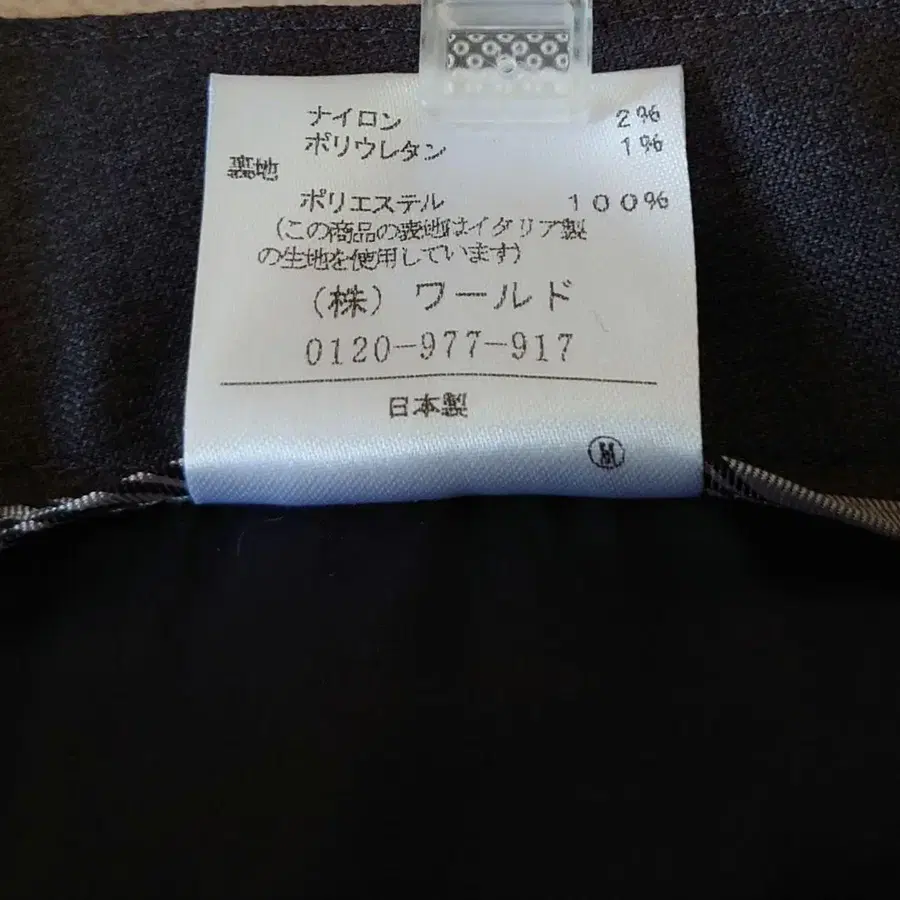 ナイロン 2%
ポリウレタン 1%
裏地
ポリエステル 100%
(この商品の表地はイタリア製
の生地を使用しています)
(株) ワールド
0120-977-917
日本製
M